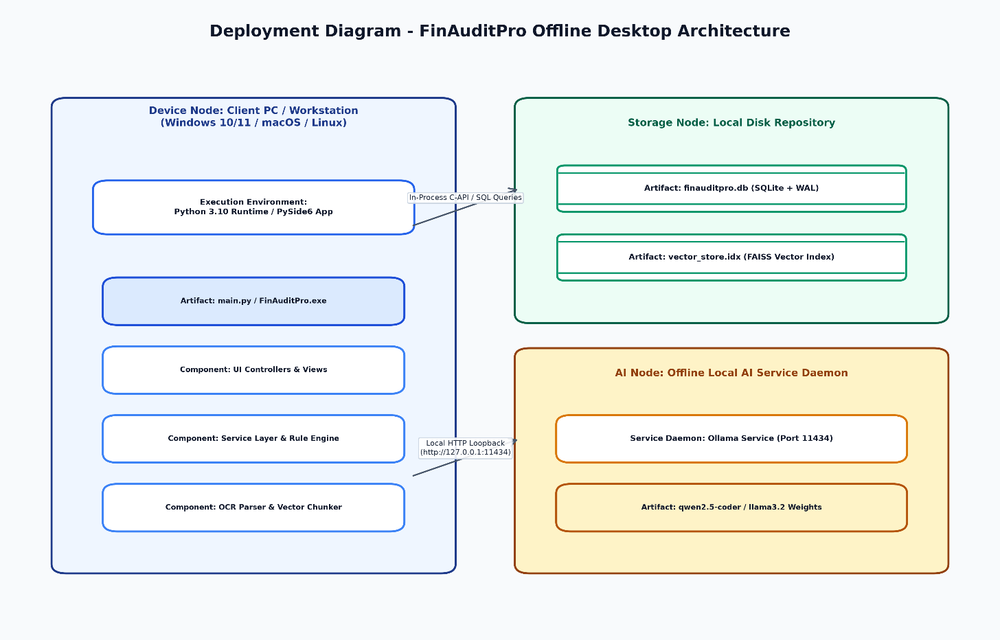 Deployment Diagram - FinAuditPro Offline Desktop Architecture
Device Node: Client PC / Workstation
(Windows 10/11 / macOS / Linux)
Execution Environment:
Python 3.10 Runtime / PySide6 App
Artifact: main.py / FinAuditPro.exe
Component: UI Controllers & Views
Component: Service Layer & Rule Engine
Component: OCR Parser & Vector Chunker
In-Process C-API / SQL Queries
Local HTTP Loopback
(http://127.0.0.1:11434)
Storage Node: Local Disk Repository
Artifact: finauditpro.db (SQLite + WAL)
Artifact: vector_store.idx (FAISS Vector Index)
AI Node: Offline Local AI Service Daemon
Service Daemon: Ollama Service (Port 11434)
Artifact: qwen2.5-coder / llama3.2 Weights